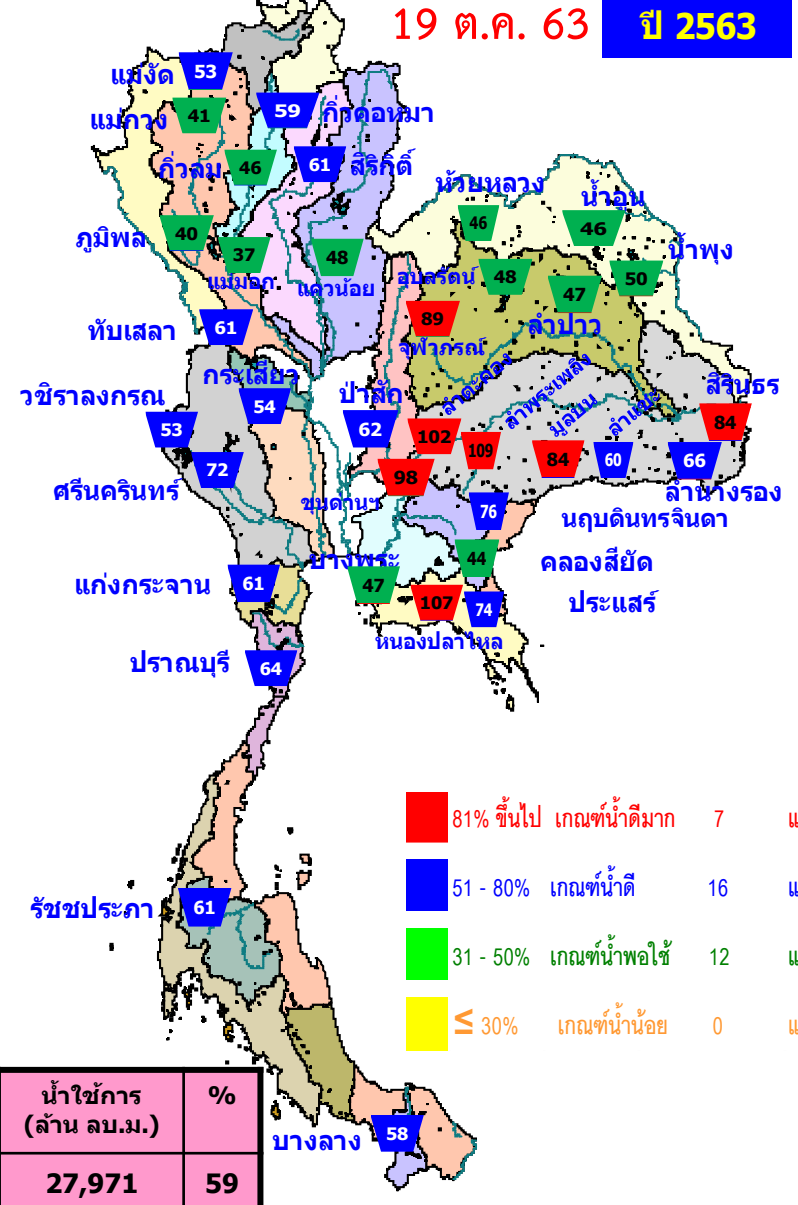 19 ต.ค. 63 ปี 2563
แม่งัด 53
แม่กวง 41
59 กิ่วคอหมา
กิ่วลม 46
61 สิริกิติ์
ห้วยหลวง 46
น้ำอูน 46
ภูมิพล 40
37 แม่มอก
48 แควน้อย
อุบลรัตน์ 48
น้ำพุง 50
47 ลำปาว
89 จุฬาภรณ์
ทับเสลา 61
กระเสียว 54
ป่าสัก 62
วชิราลงกรณ 53
ลำตะคอง 102
ลำพระเพลิง 109
มูลบน 84
ลำแชะ 60
สิรินธร 84
ศรีนครินทร์ 72
98 ขุนด่านฯ
66 ลำนางรอง
76 นฤบดินทรจินดา
บางพระ 47
44 คลองสียัด
แก่งกระจาน 61
107 หนองปลาไหล
74 ประแสร์
ปราณบุรี 64
81% ขึ้นไป เกณฑ์น้ำดีมาก 7 แ
51 - 80% เกณฑ์น้ำดี 16 แ
31 - 50% เกณฑ์น้ำพอใช้ 12 แ
≤ 30% เกณฑ์น้ำน้อย 0 แ
รัชชประภา 61
บางลาง 58
น้ำใช้การ %
(ล้าน ลบ.ม.)
27,971 59